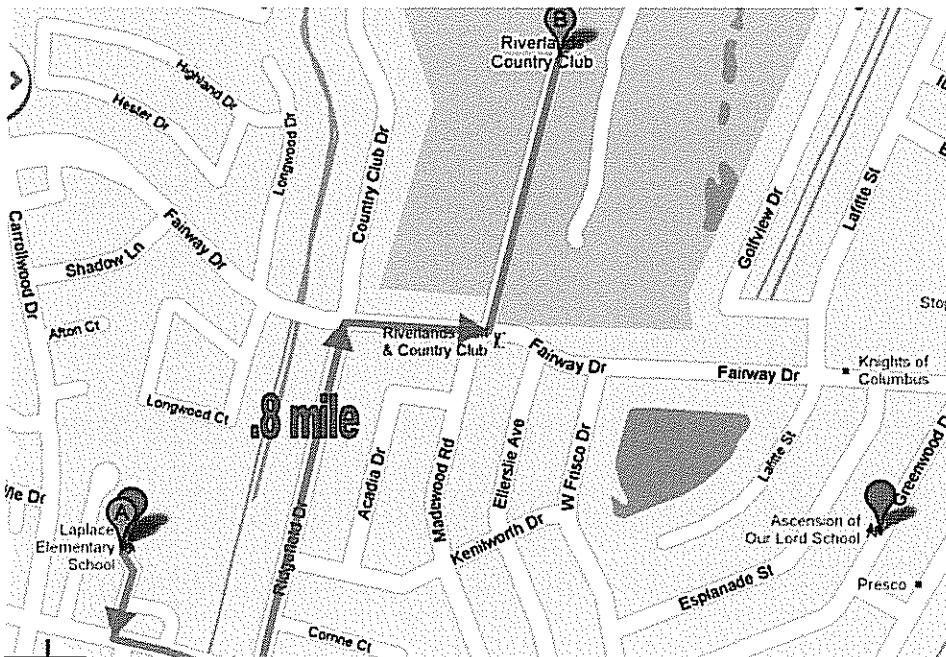 B
Riverlands
Country Club
>
Highland Dr
Hester Dr
Longwood Dr
Country Club Dr
Golfview Dr
Lafitte St
Carrollwood Dr
Shadow Ln
Fairway Dr
Afton Ct
Longwood Ct
Riverlands
& Country Club
Fairway Dr
Fairway Dr
Knights of
Columbus
.8 mile
Acadia Dr
Madewood Rd
Ellerslie Ave
W Frisco Dr
Lafitte St
Greenwood
Ridgefield Dr
Kenilworth Dr
Esplanade St
A
Laplace
Elementary
School
Ascension of
Our Lord School
Presco
Dr